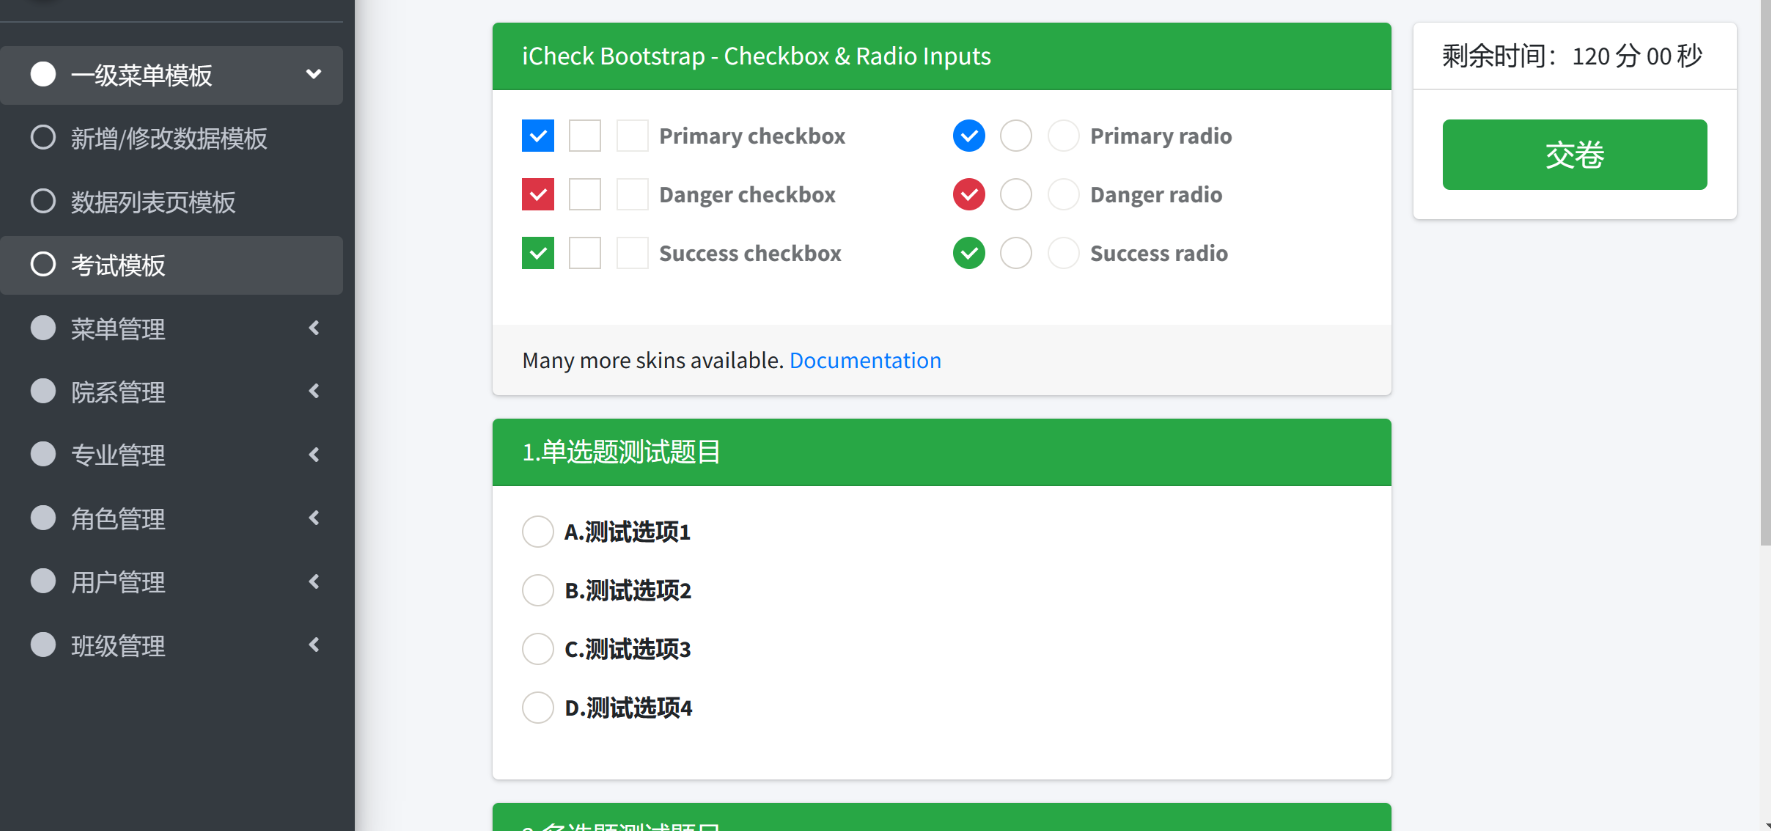 一级菜单模板
新增/修改数据模板
数据列表页模板
考试模板
菜单管理
院系管理
专业管理
角色管理
用户管理
班级管理
iCheck Bootstrap - Checkbox & Radio Inputs
Primary checkbox
Primary radio
Danger checkbox
Danger radio
Success checkbox
Success radio
Many more skins available. Documentation
1.单选题测试题目
A.测试选项1
B.测试选项2
C.测试选项3
D.测试选项4
剩余时间：120 分 00 秒
交卷